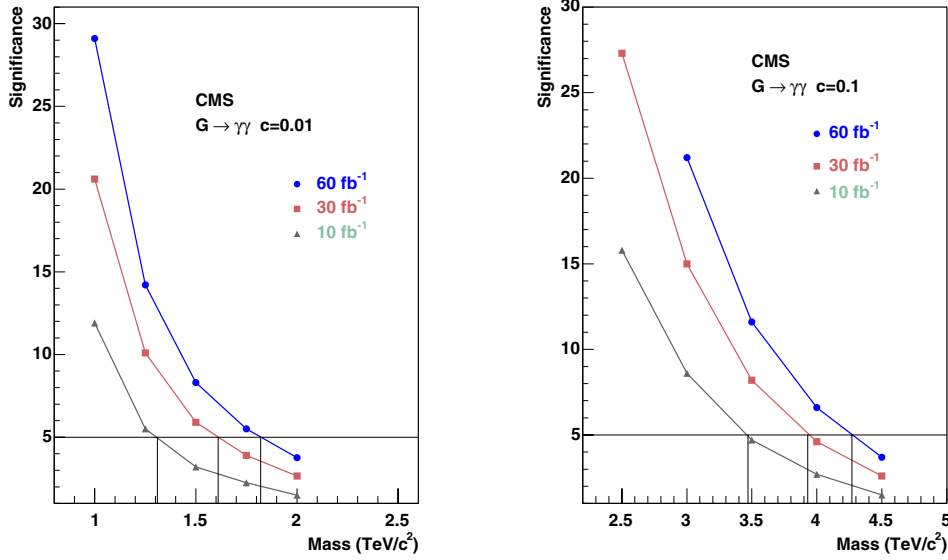 Significance
30
25
20
15
10
5
CMS
G → γγ c=0.01
60 fb⁻¹
30 fb⁻¹
10 fb⁻¹
1 1.5 2 2.5
Mass (TeV/c²)
Significance
30
25
20
15
10
5
CMS
G → γγ c=0.1
60 fb⁻¹
30 fb⁻¹
10 fb⁻¹
2.5 3 3.5 4 4.5 5
Mass (TeV/c²)